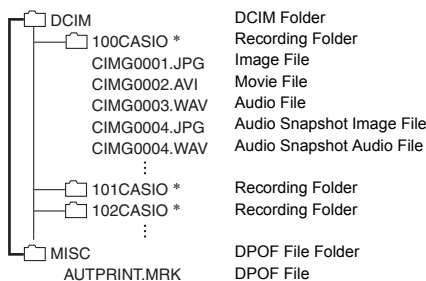 DCIM DCIM Folder
100CASIO * Recording Folder
CIMG0001.JPG Image File
CIMG0002.AVI Movie File
CIMG0003.WAV Audio File
CIMG0004.JPG Audio Snapshot Image File
CIMG0004.WAV Audio Snapshot Audio File
101CASIO * Recording Folder
102CASIO * Recording Folder
MISC DPOF File Folder
AUTPRINT.MRK DPOF File